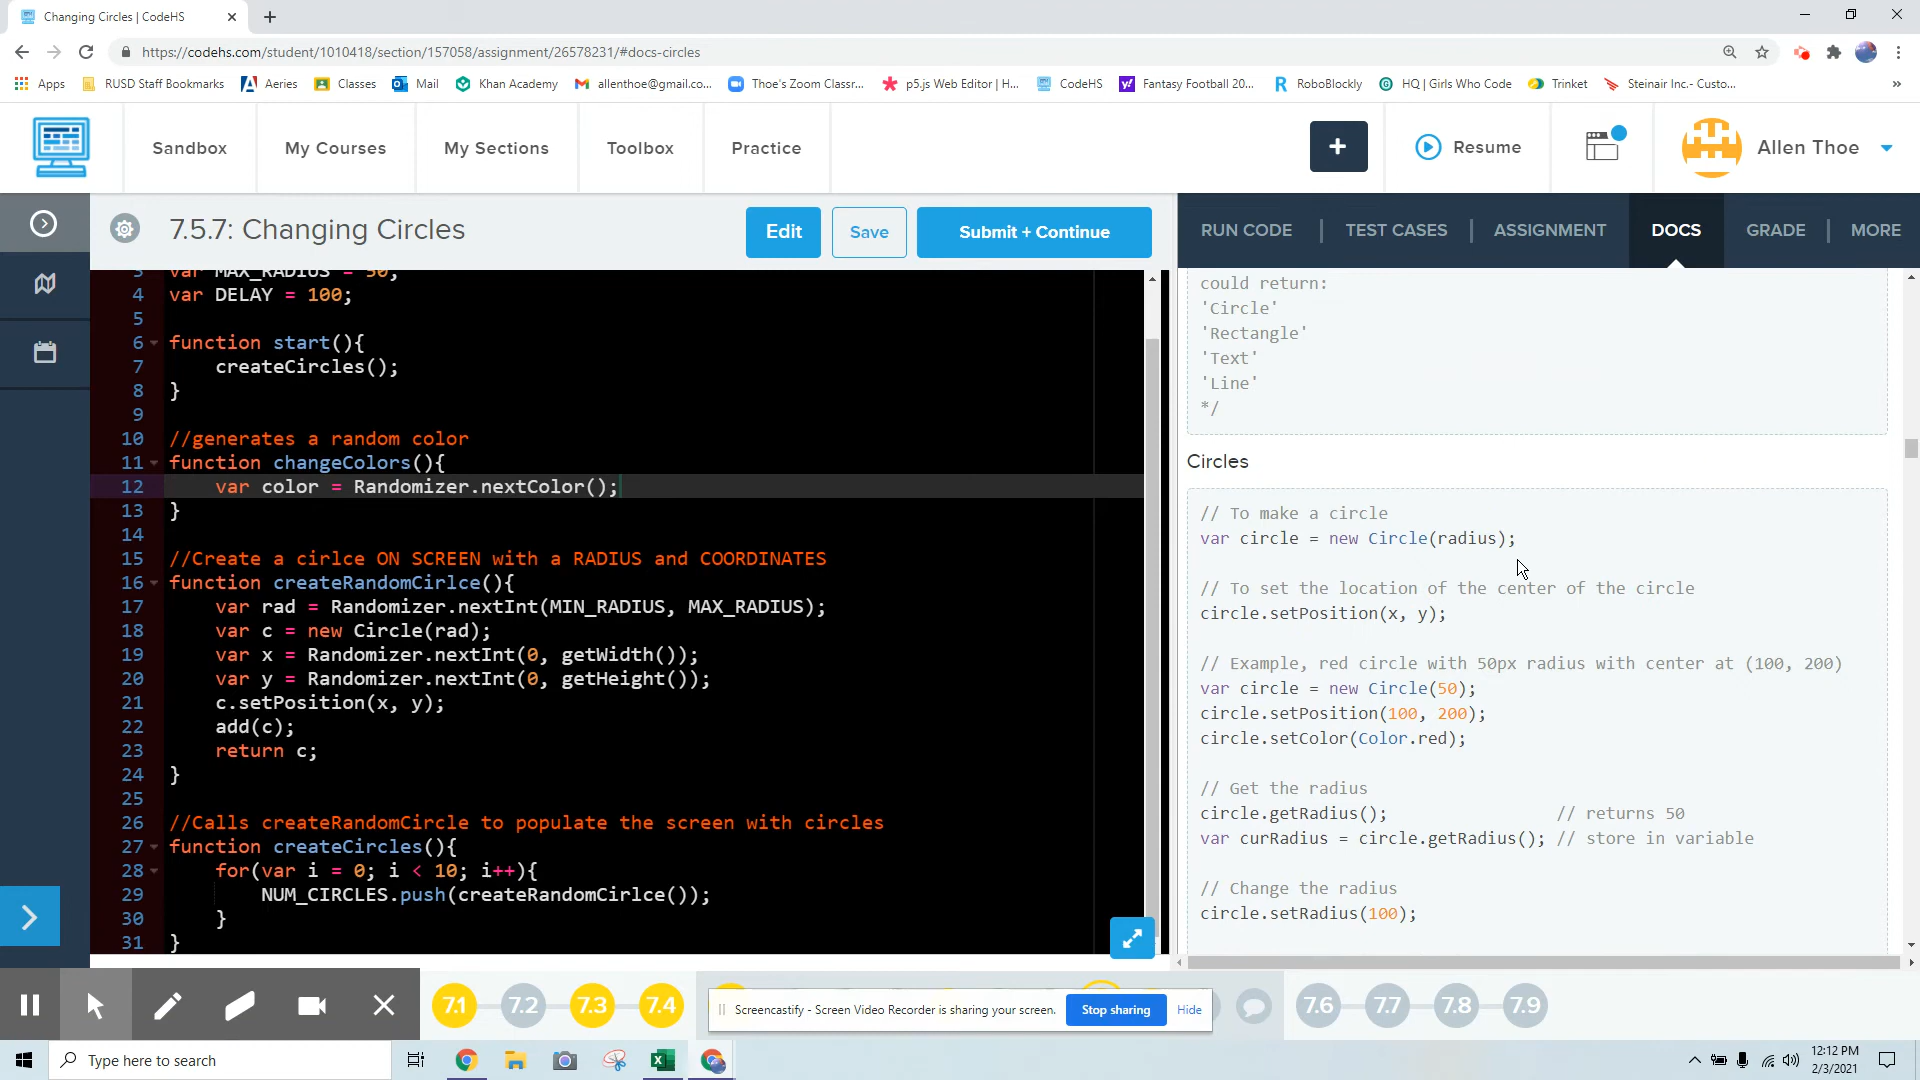 Changing Circles | CodeHS
https://codehs.com/student/1010418/section/157058/assignment/26578231/#docs-circles
Apps RUSD Staff Bookmarks Aeries Classes Mail Khan Academy allenthoe@gmail.co... Thoe's Zoom Classr... p5.js Web Editor | H... CodeHS Fantasy Football '20... RoboBlockly HQ | Girls Who Code Trinket Steinair Inc.- Custo... »
Sandbox My Courses My Sections Toolbox Practice + Resume Allen Thoe
7.5.7: Changing Circles Edit Save Submit + Continue
RUN CODE | TEST CASES | ASSIGNMENT DOCS GRADE | MORE
3 var MAX_RADIUS = 50;
4 var DELAY = 100;
5
6 function start(){
7 createCircles();
8 }
9
10 //generates a random color
11 function changeColors(){
12 var color = Randomizer.nextColor();
13 }
14
15 //Create a cirlce ON SCREEN with a RADIUS and COORDINATES
16 function createRandomCirlce(){
17 var rad = Randomizer.nextInt(MIN_RADIUS, MAX_RADIUS);
18 var c = new Circle(rad);
19 var x = Randomizer.nextInt(0, getWidth());
20 var y = Randomizer.nextInt(0, getHeight());
21 c.setPosition(x, y);
22 add(c);
23 return c;
24 }
25
26 //Calls createRandomCircle to populate the screen with circles
27 function createCircles(){
28 for(var i = 0; i < 10; i++){
29 NUM_CIRCLES.push(createRandomCirlce());
30 }
31 }
could return:
'Circle'
'Rectangle'
'Text'
'Line'
*/
Circles
// To make a circle
var circle = new Circle(radius);
// To set the location of the center of the circle
circle.setPosition(x, y);
// Example, red circle with 50px radius with center at (100, 200)
var circle = new Circle(50);
circle.setPosition(100, 200);
circle.setColor(Color.red);
// Get the radius
circle.getRadius(); // returns 50
var curRadius = circle.getRadius(); // store in variable
// Change the radius
circle.setRadius(100);
7.1 7.2 7.3 7.4 7.6 7.7 7.8 7.9
Screencastify - Screen Video Recorder is sharing your screen. Stop sharing Hide
Type here to search
12:12 PM
2/3/2021